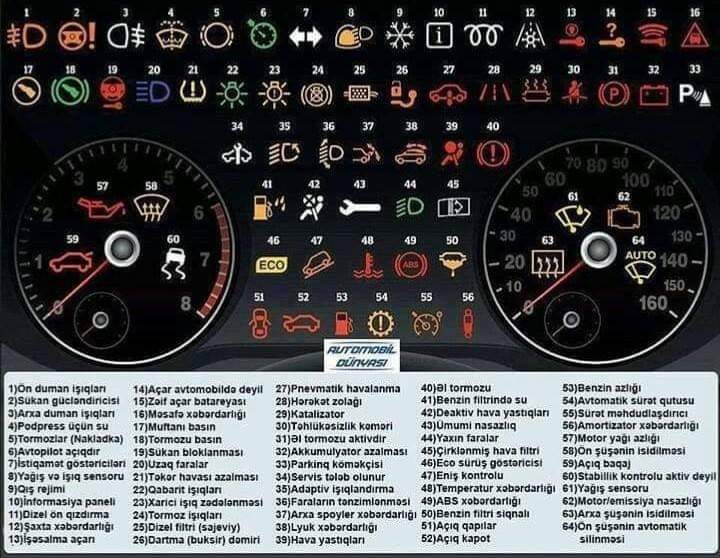 1 2 3 4 5 6 7 8 9 10 11 12 13 14 15 16
17 18 19 20 21 22 23 24 25 26 27 28 29 30 31 32 33
34 35 36 37 38 39 40
41 42 43 44 45
46 47 48 49 50
51 52 53 54 55 56
57 58
59 60
61 62
63 64
ECO
ABS
AUTO
1 2 3 4 5 6 7 8
0 10 20 30 40 50 60 70 80 90 100 110 120 130 140 150 160
AUTOMOBİL
DÜNYASI
1)Ön duman işıqları
2)Sükan gücləndiricisi
3)Arxa duman işıqları
4)Podpress üçün su
5)Tormozlar (Nakladka)
6)Avtopilot açıqdır
7)İstiqamət göstəriciləri
8)Yağış və işıq sensoru
9)Qış rejimi
10)İnformasiya paneli
11)Dizel ön qızdırma
12)Şaxta xəbərdarlığı
13)İşəsalma açarı
14)Açar avtomobildə deyil
15)Zəif açar batareyası
16)Məsafə xəbərdarlığı
17)Muftanı basın
18)Tormozu basın
19)Sükan bloklanması
20)Uzaq faralar
21)Təkər havası azalması
22)Qabarit işıqları
23)Xarici işıq zədələnməsi
24)Tormoz işıqları
25)Dizel filtri (sajeviy)
26)Dartma (buksir) dəmiri
27)Pnevmatik havalanma
28)Hərəkət zolağı
29)Katalizator
30)Təhlükəsizlik kəməri
31)Əl tormozu aktivdir
32)Akkumulyator azalması
33)Parkinq köməkçisi
34)Servis tələb olunur
35)Adaptiv işıqlandırma
36)Faraların tənzimlənməsi
37)Arxa spoyler xəbərdarlığı
38)Lyuk xəbərdarlığı
39)Hava yastıqları
40)Əl tormozu
41)Benzin filtrində su
42)Deaktiv hava yastıqları
43)Ümumi nasazlıq
44)Yaxın faralar
45)Çirklənmiş hava filtri
46)Eco sürüş göstəricisi
47)Eniş kontrolu
48)Temperatur xəbərdarlığı
49)ABS xəbərdarlığı
50)Benzin filtri siqnalı
51)Açıq qapılar
52)Açıq kapot
53)Benzin azlığı
54)Avtomatik sürət qutusu
55)Sürət məhdudlaşdırıcı
56)Amortizator xəbərdarlığı
57)Motor yağı azlığı
58)Ön şüşənin isidilməsi
59)Açıq baqaj
60)Stabillik kontrolu aktiv deyil
61)Yağış sensoru
62)Motor/emissiya nasazlığı
63)Arxa şüşənin isidilməsi
64)Ön şüşənin avtomatik
silinməsi